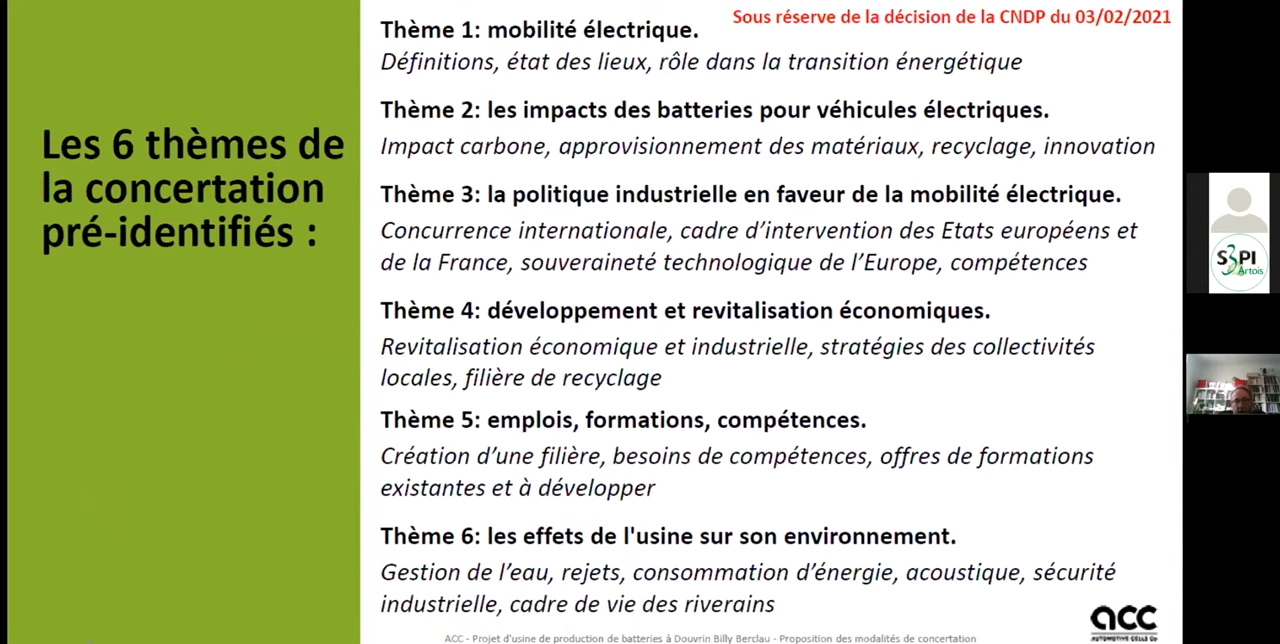 Sous réserve de la décision de la CNDP du 03/02/2021
Les 6 thèmes de
la concertation
pré-identifiés :
Thème 1: mobilité électrique.
Définitions, état des lieux, rôle dans la transition énergétique
Thème 2: les impacts des batteries pour véhicules électriques.
Impact carbone, approvisionnement des matériaux, recyclage, innovation
Thème 3: la politique industrielle en faveur de la mobilité électrique.
Concurrence internationale, cadre d’intervention des Etats européens et
de la France, souveraineté technologique de l’Europe, compétences
Thème 4: développement et revitalisation économiques.
Revitalisation économique et industrielle, stratégies des collectivités
locales, filière de recyclage
Thème 5: emplois, formations, compétences.
Création d’une filière, besoins de compétences, offres de formations
existantes et à développer
Thème 6: les effets de l'usine sur son environnement.
Gestion de l’eau, rejets, consommation d’énergie, acoustique, sécurité
industrielle, cadre de vie des riverains
ACC - Projet d'usine de production de batteries à Douvrin Billy Berclau - Proposition des modalités de concertation
acc
AUTOMOTIVE CELLS Co
S3PI
Artois